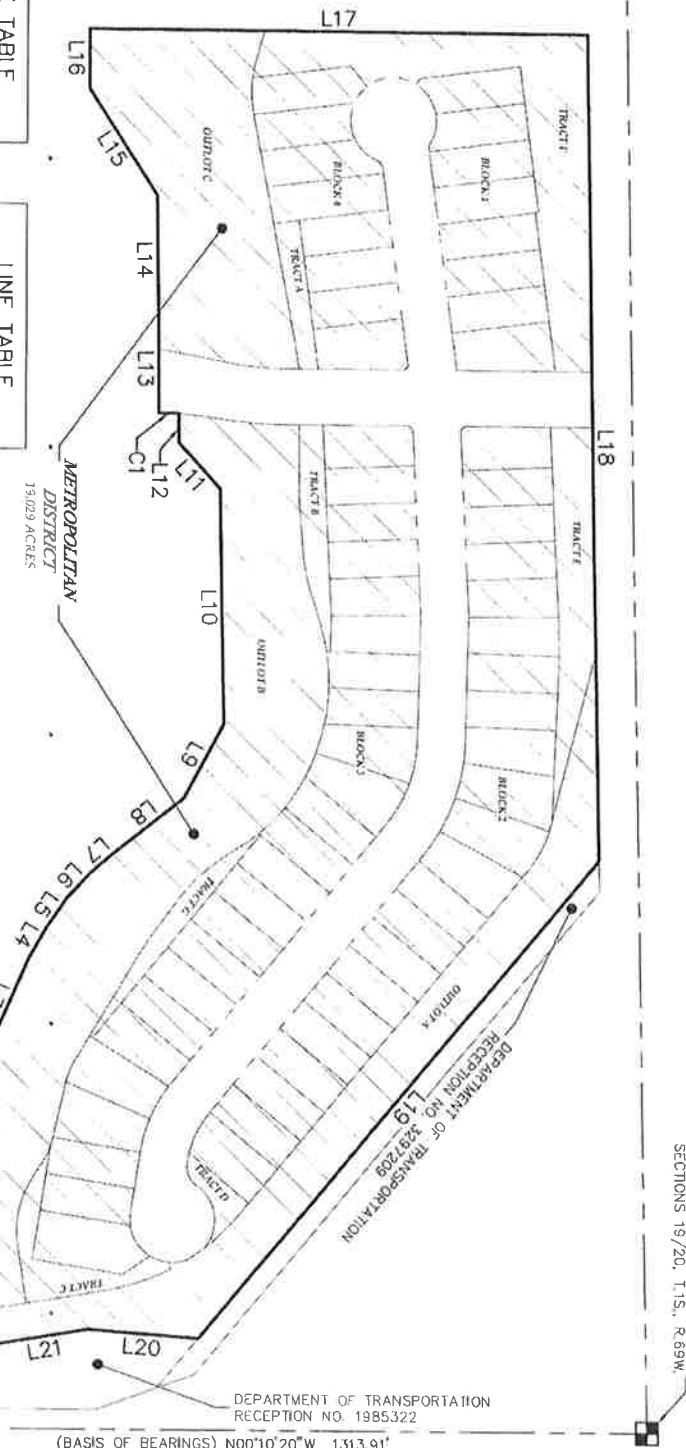 L17
L16
L15
L14
L13
C1
L12
L11
L10
L9
L8
L7
L6
L5
L4
L18
L19
L20
L21
TABLE
LINE TABLE
OUTLOT C
TRACT F
BLOCK 4
BLOCK 1
TRACT A
TRACT B
TRACT E
OUTLOT B
BLOCK 3
BLOCK 2
TRACT G
OUTLOT A
TRACT D
TRACT C
METROPOLITAN
DISTRICT
19.029 ACRES
DEPARTMENT OF TRANSPORTATION
RECEPTION NO. 3297209
SECTIONS 19/20, T.1S., R.69W.
DEPARTMENT OF TRANSPORTATION
RECEPTION NO. 1985322
(BASIS OF BEARINGS) N00°10'20"W 1313.91'